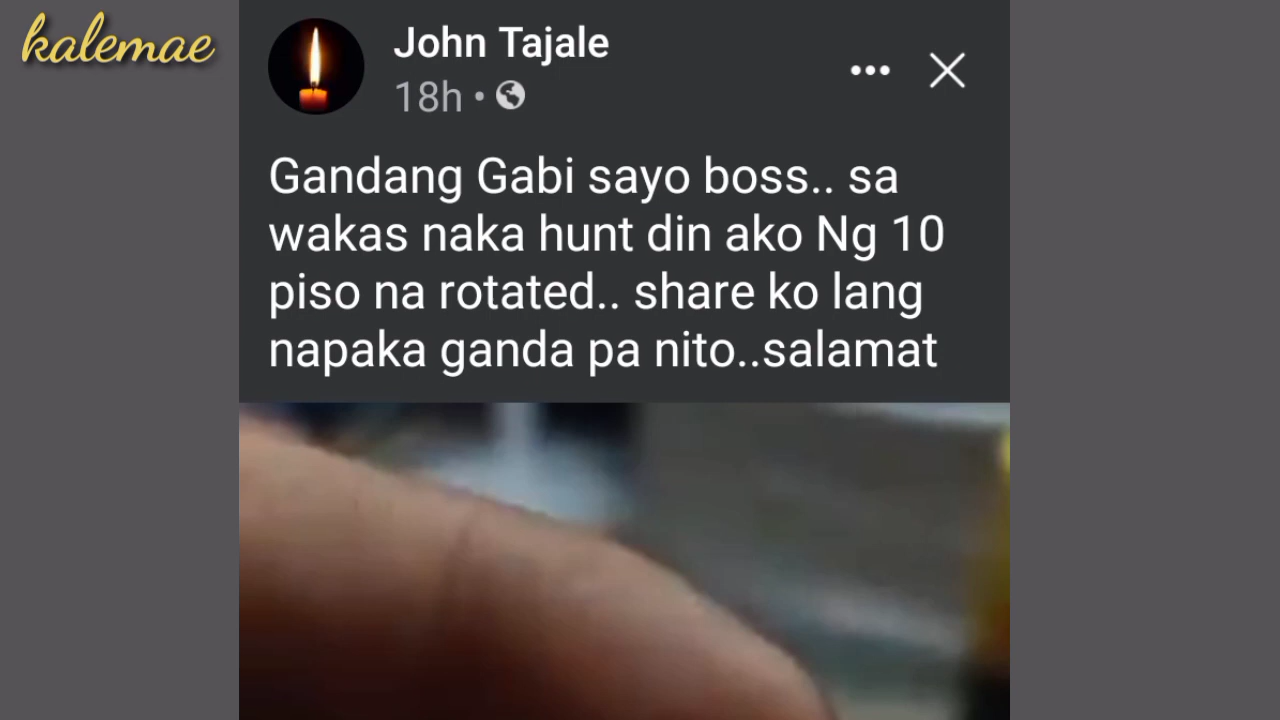 kalemae
John Tajale
18h •
Gandang Gabi sayo boss.. sa
wakas naka hunt din ako Ng 10
piso na rotated.. share ko lang
napaka ganda pa nito..salamat